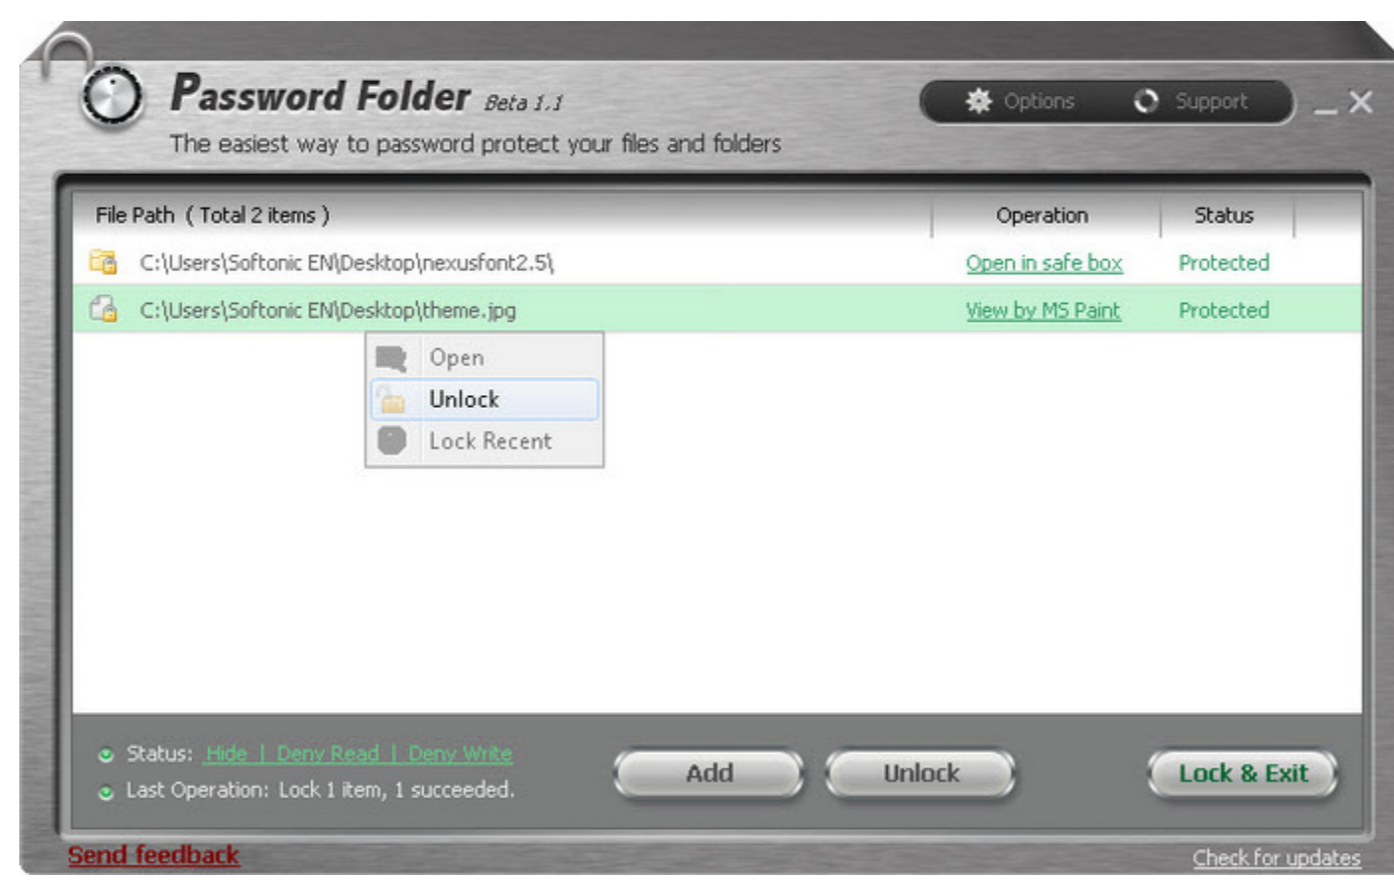 Password Folder Beta 1.1
Options Support
The easiest way to password protect your files and folders
File Path ( Total 2 items ) Operation Status
C:\Users\Softonic EN\Desktop\nexusfont2.5\ Open in safe box Protected
C:\Users\Softonic EN\Desktop\theme.jpg View by MS Paint Protected
Open
Unlock
Lock Recent
Status: Hide | Deny Read | Deny Write
Last Operation: Lock 1 item, 1 succeeded.
Add Unlock Lock & Exit
Send feedback Check for updates